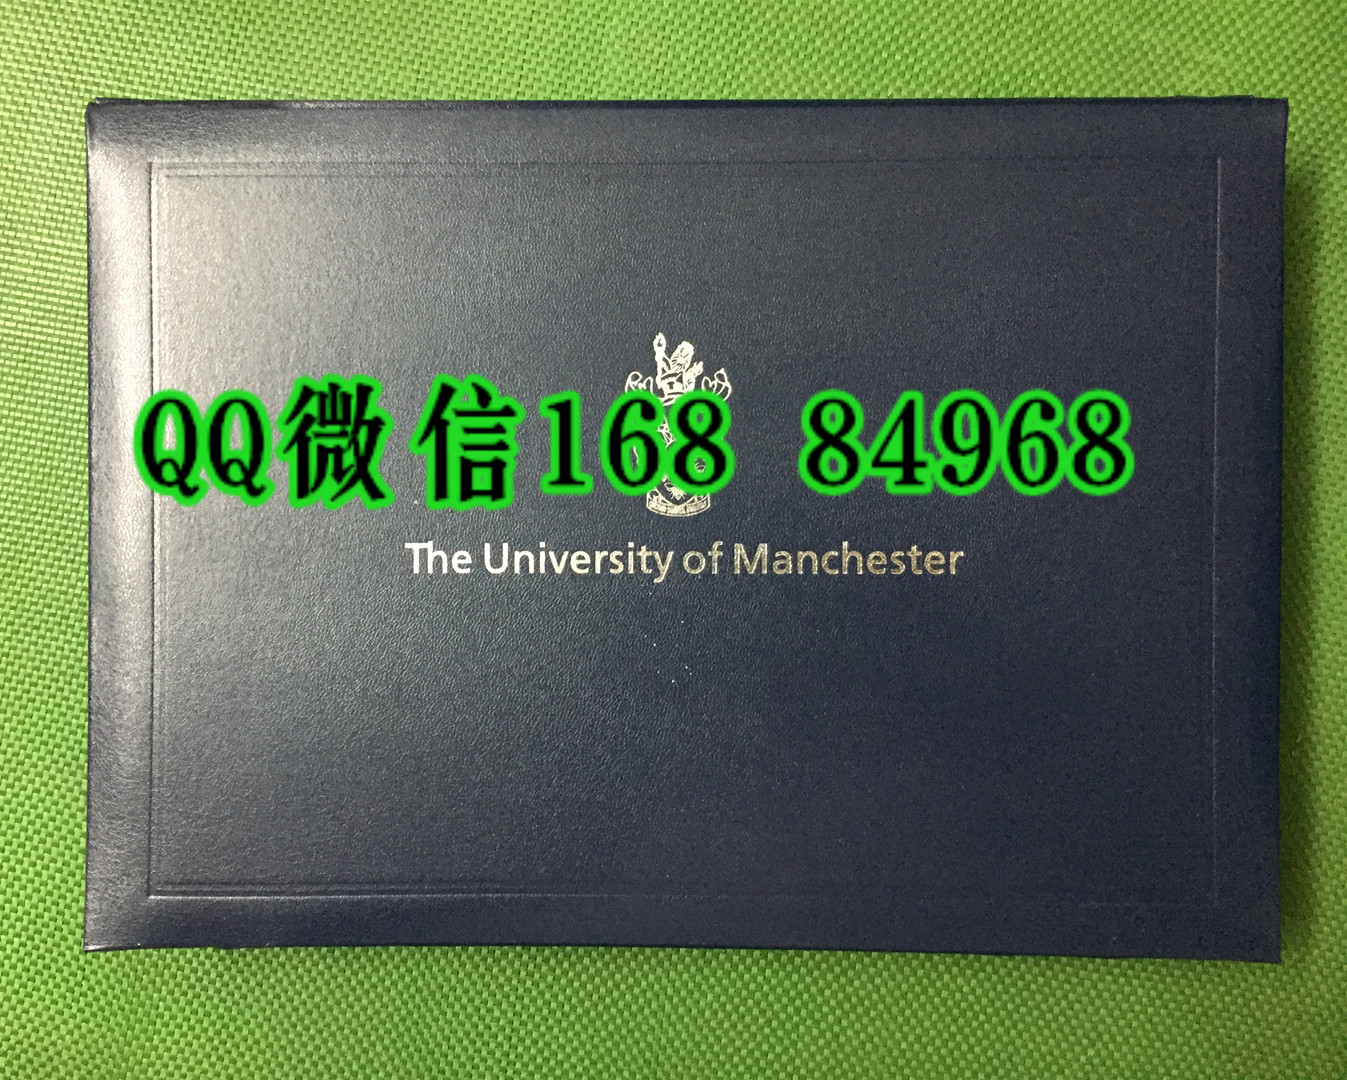 QQ微信168 84968
The University of Manchester